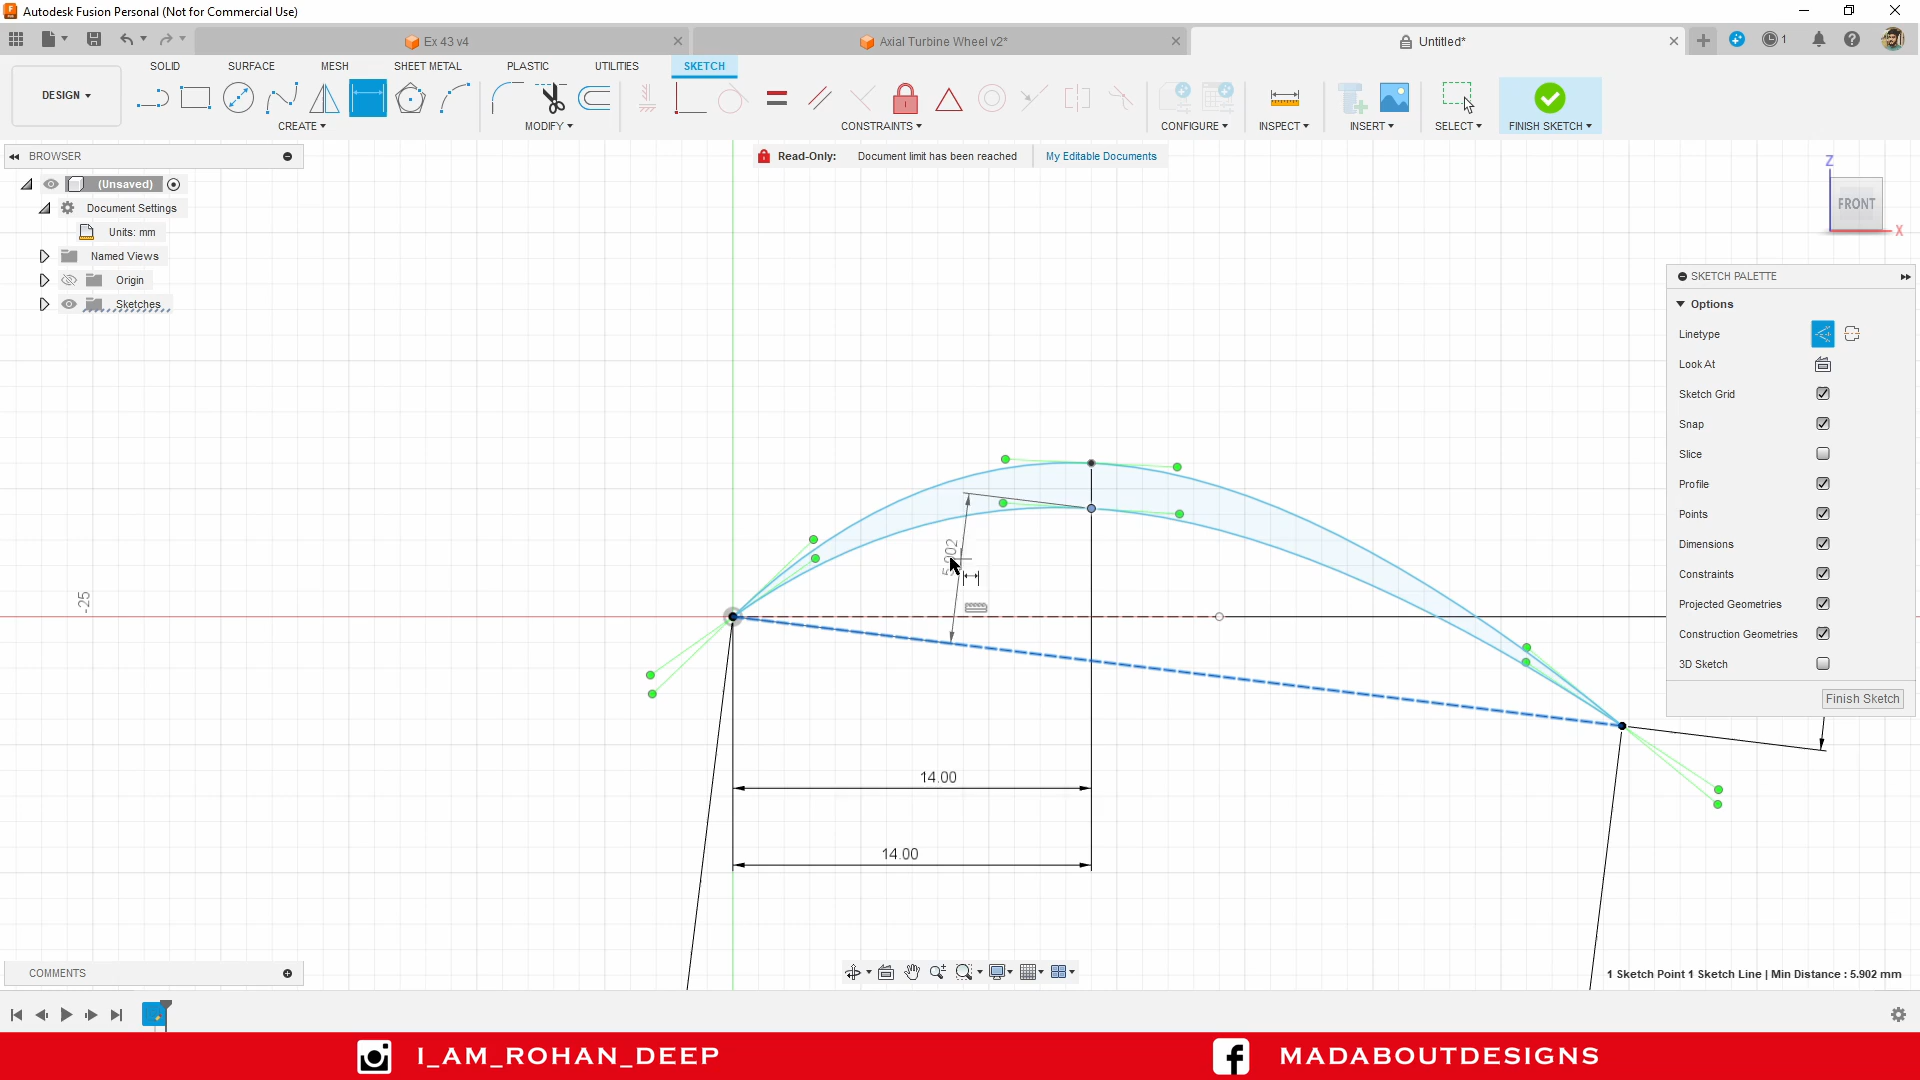 Autodesk Fusion Personal (Not for Commercial Use)
Ex 43 v4
Axial Turbine Wheel v2*
Untitled*
1
SOLID
SURFACE
MESH
SHEET METAL
PLASTIC
UTILITIES
SKETCH
DESIGN
CREATE
MODIFY
CONSTRAINTS
CONFIGURE
INSPECT
INSERT
SELECT
FINISH SKETCH
BROWSER
Read-Only:
Document limit has been reached
My Editable Documents
(Unsaved)
Document Settings
Units: mm
Named Views
Origin
Sketches
Z
FRONT
X
SKETCH PALETTE
Options
Linetype
Look At
Sketch Grid
Snap
Slice
Profile
Points
Dimensions
Constraints
Projected Geometries
Construction Geometries
3D Sketch
Finish Sketch
-25
5.902
14.00
14.00
COMMENTS
1 Sketch Point 1 Sketch Line | Min Distance : 5.902 mm
I_AM_ROHAN_DEEP
MADABOUTDESIGNS